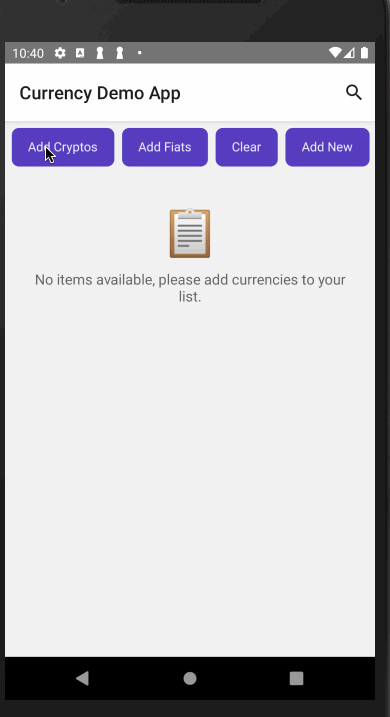 10:40
Currency Demo App
Add Cryptos
Add Fiats
Clear
Add New
No items available, please add currencies to your
list.